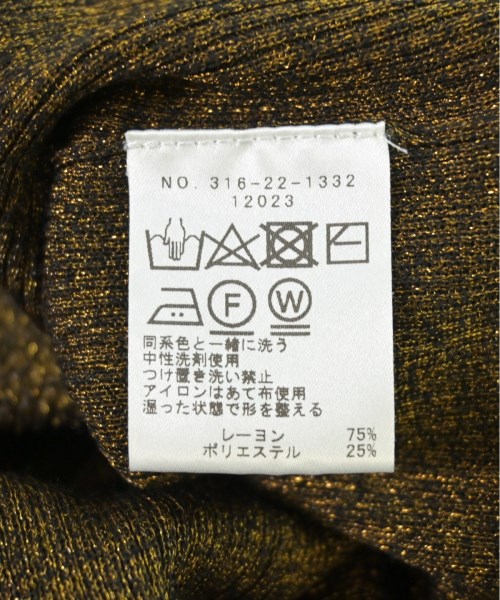 NO. 316-22-1332
12023
F W
同系色と一緒に洗う
中性洗剤使用
つけ置き洗い禁止
アイロンはあて布使用
湿った状態で形を整える
レーヨン 75%
ポリエステル 25%